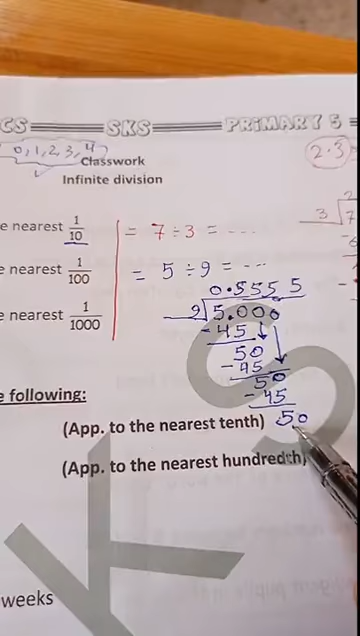 CS SKS PRIMARY 5
0,1,2,3,4
2.3
Classwork
Infinite division
e nearest 1/10 = 7÷3 = ....
3 7
e nearest 1/100 = 5÷9 = ...
0.5555
9 5.000
e nearest 1/1000
-45
50
-45
50
-45
50
e following:
(App. to the nearest tenth)
(App. to the nearest hundredth)
weeks